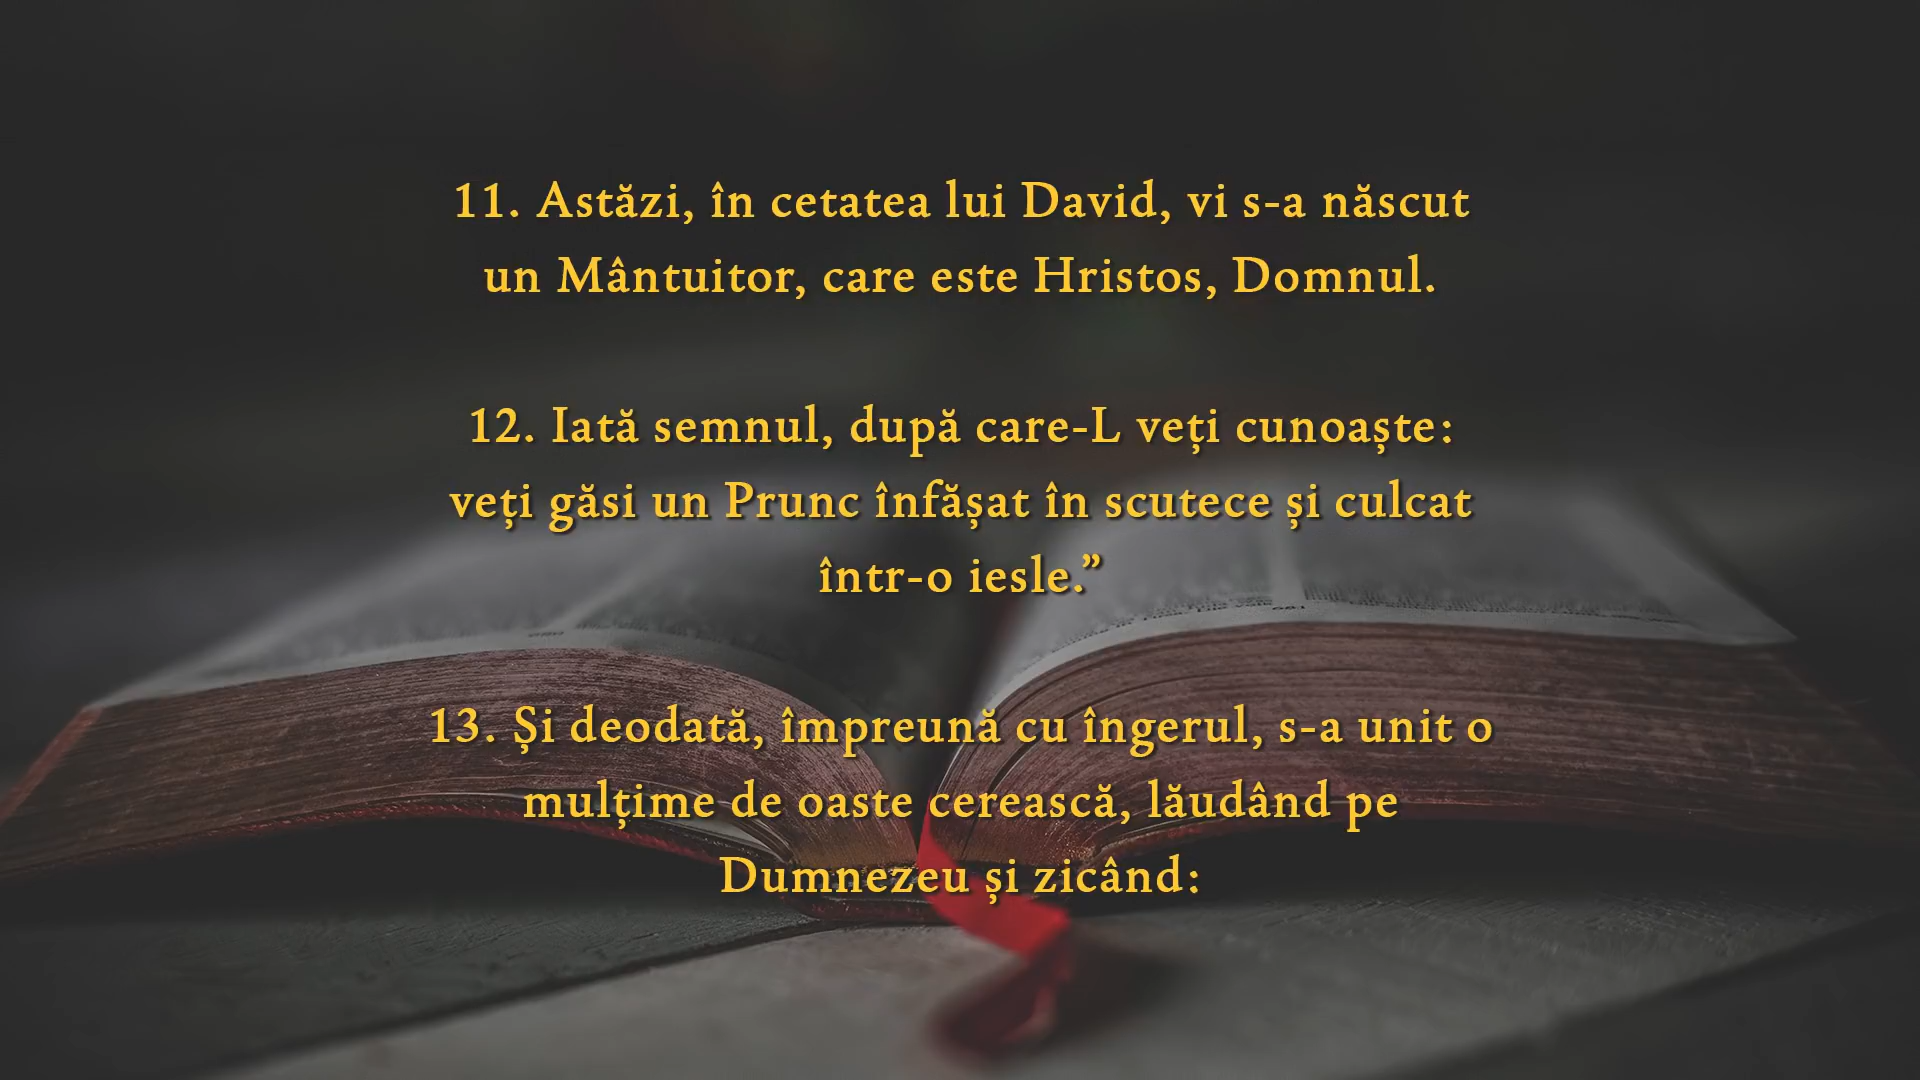 11. Astăzi, în cetatea lui David, vi s-a născut
un Mântuitor, care este Hristos, Domnul.
12. Iată semnul, după care-L veți cunoaște:
veți găsi un Prunc înfășat în scutece și culcat
într-o iesle.”
13. Și deodată, împreună cu îngerul, s-a unit o
mulțime de oaste cerească, lăudând pe
Dumnezeu și zicând: